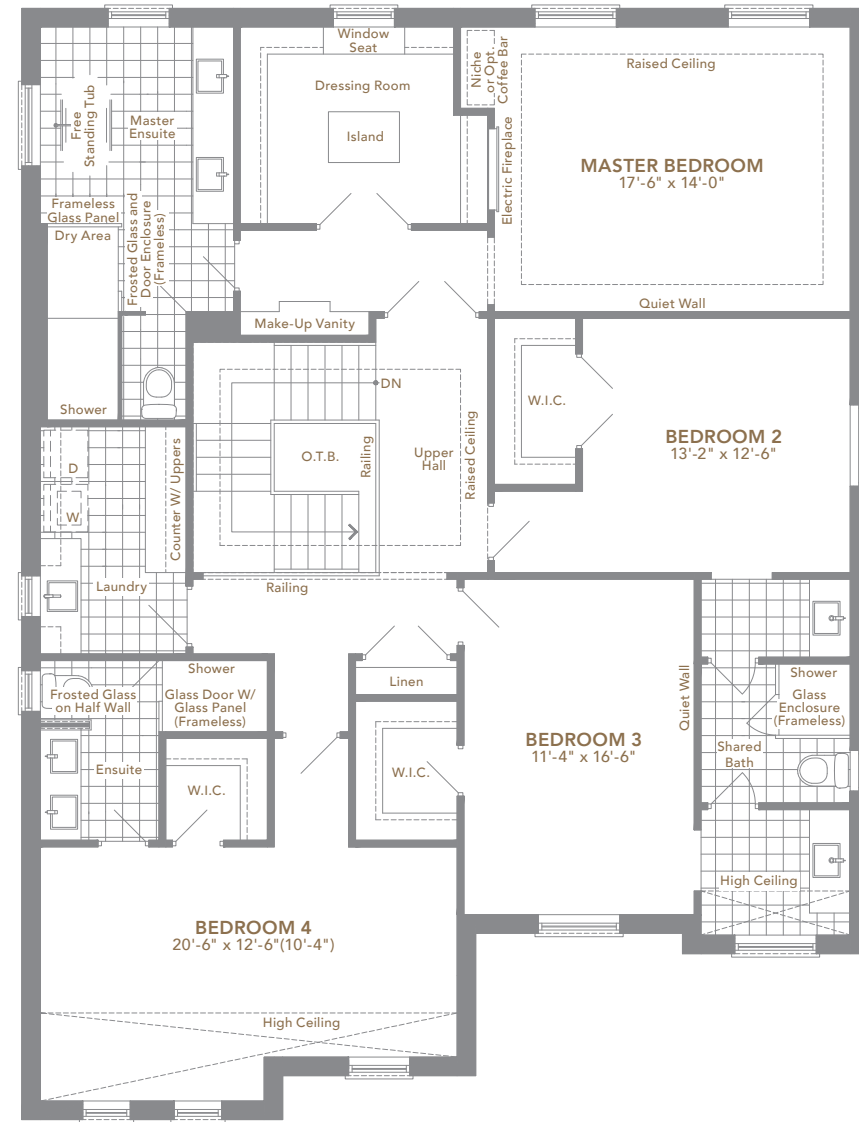 Window
Seat
Dressing Room
Island
Niche
or Opt.
Coffee Bar
Electric Fireplace
Raised Ceiling
MASTER BEDROOM
17'-6" x 14'-0"
Quiet Wall
Free
Standing Tub
Master
Ensuite
Frameless
Glass Panel
Dry Area
Frosted Glass and
Door Enclosure
(Frameless)
Shower
Make-Up Vanity
DN
O.T.B.
Railing
Upper
Hall
Raised Ceiling
W.I.C.
BEDROOM 2
13'-2" x 12'-6"
D
W
Counter W/ Uppers
Laundry
Railing
Linen
Frosted Glass
on Half Wall
Shower
Glass Door W/
Glass Panel
(Frameless)
Ensuite
W.I.C.
W.I.C.
BEDROOM 3
11'-4" x 16'-6"
Quiet Wall
Shower
Glass
Enclosure
(Frameless)
Shared
Bath
High Ceiling
BEDROOM 4
20'-6" x 12'-6"(10'-4")
High Ceiling